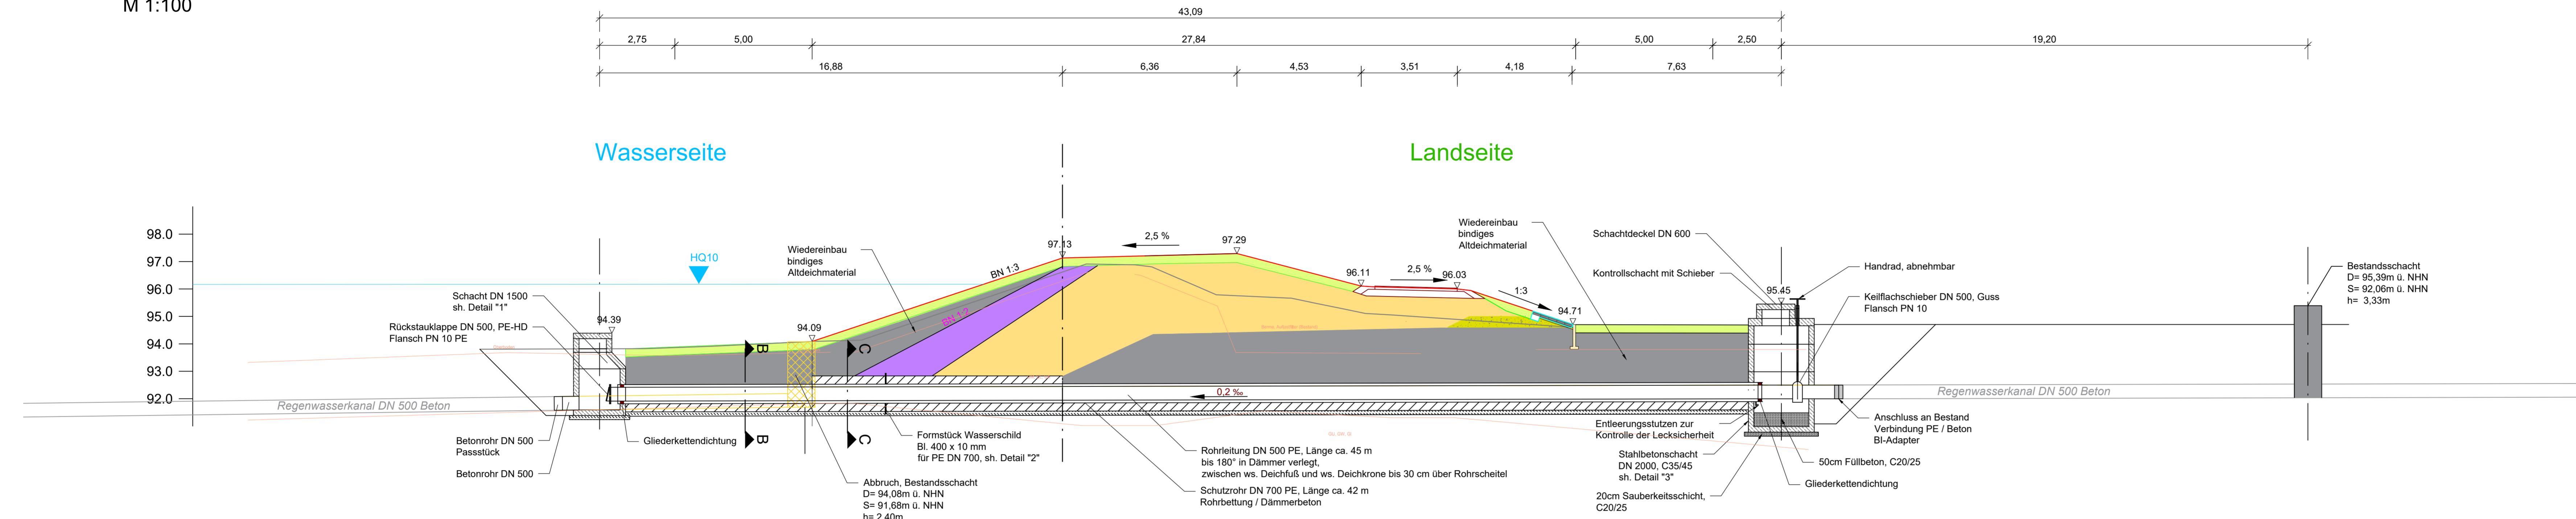 M 1:100
43,09
2,75
5,00
27,84
5,00
2,50
19,20
16,88
6,36
4,53
3,51
4,18
7,63
Wasserseite
Landseite
98.0
97.0
96.0
95.0
94.0
93.0
92.0
HQ10
Wiedereinbau
bindiges
Altdeichmaterial
BN 1:3
BN 1:2
97.13
2,5 %
97.29
96.11
2,5 %
96.03
1:3
94.71
Wiedereinbau
bindiges
Altdeichmaterial
Schachtdeckel DN 600
Kontrollschacht mit Schieber
95.45
Handrad, abnehmbar
Keilflachschieber DN 500, Guss
Flansch PN 10
Bestandsschacht
D= 95,39m ü. NHN
S= 92,06m ü. NHN
h= 3,33m
Schacht DN 1500
sh. Detail "1"
Rückstauklappe DN 500, PE-HD
Flansch PN 10 PE
94.39
94.09
B
C
0,2 ‰
Regenwasserkanal DN 500 Beton
Regenwasserkanal DN 500 Beton
Betonrohr DN 500
Passstück
Betonrohr DN 500
Gliederkettendichtung
B
C
Formstück Wasserschild
Bl. 400 x 10 mm
für PE DN 700, sh. Detail "2"
Abbruch, Bestandsschacht
D= 94,08m ü. NHN
S= 91,68m ü. NHN
h= 2,40m
Rohrleitung DN 500 PE, Länge ca. 45 m
bis 180° in Dämmer verlegt,
zwischen ws. Deichfuß und ws. Deichkrone bis 30 cm über Rohrscheitel
Schutzrohr DN 700 PE, Länge ca. 42 m
Rohrbettung / Dämmerbeton
Entleerungsstutzen zur
Kontrolle der Lecksicherheit
Stahlbetonschacht
DN 2000, C35/45
sh. Detail "3"
20cm Sauberkeitsschicht,
C20/25
Anschluss an Bestand
Verbindung PE / Beton
BI-Adapter
50cm Füllbeton, C20/25
Gliederkettendichtung